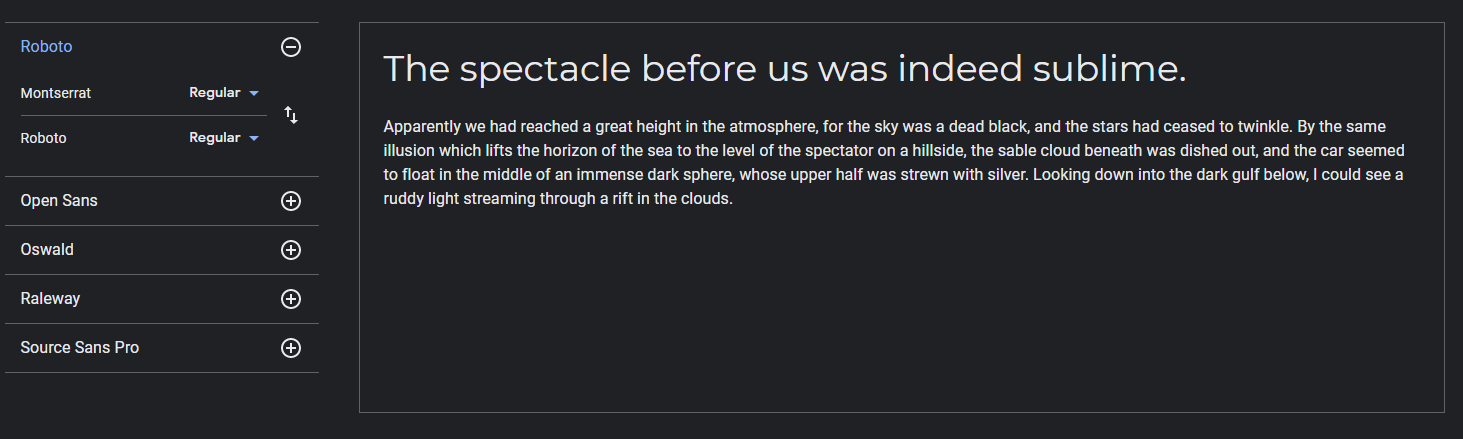 Roboto
Montserrat Regular
Roboto Regular
Open Sans
Oswald
Raleway
Source Sans Pro
The spectacle before us was indeed sublime.
Apparently we had reached a great height in the atmosphere, for the sky was a dead black, and the stars had ceased to twinkle. By the same
illusion which lifts the horizon of the sea to the level of the spectator on a hillside, the sable cloud beneath was dished out, and the car seemed
to float in the middle of an immense dark sphere, whose upper half was strewn with silver. Looking down into the dark gulf below, I could see a
ruddy light streaming through a rift in the clouds.